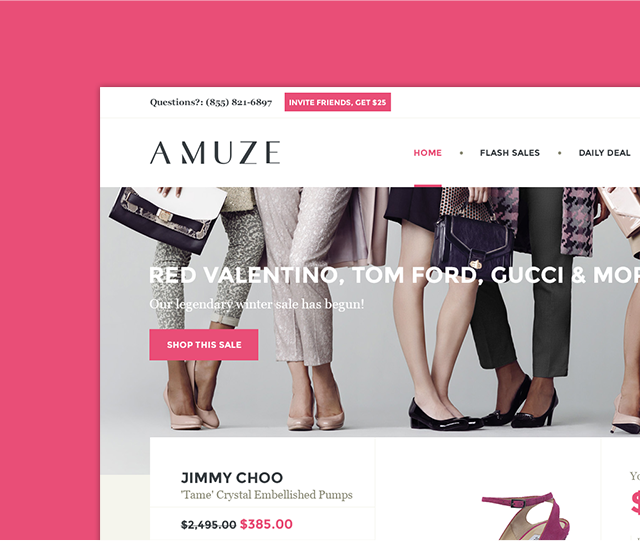 Questions?: (855) 821-6897 INVITE FRIENDS, GET $25
AMUZE HOME • FLASH SALES • DAILY DEAL
RED VALENTINO, TOM FORD, GUCCI & MOR
Our legendary winter sale has begun!
SHOP THIS SALE
JIMMY CHOO
'Tame' Crystal Embellished Pumps
$2,495.00 $385.00